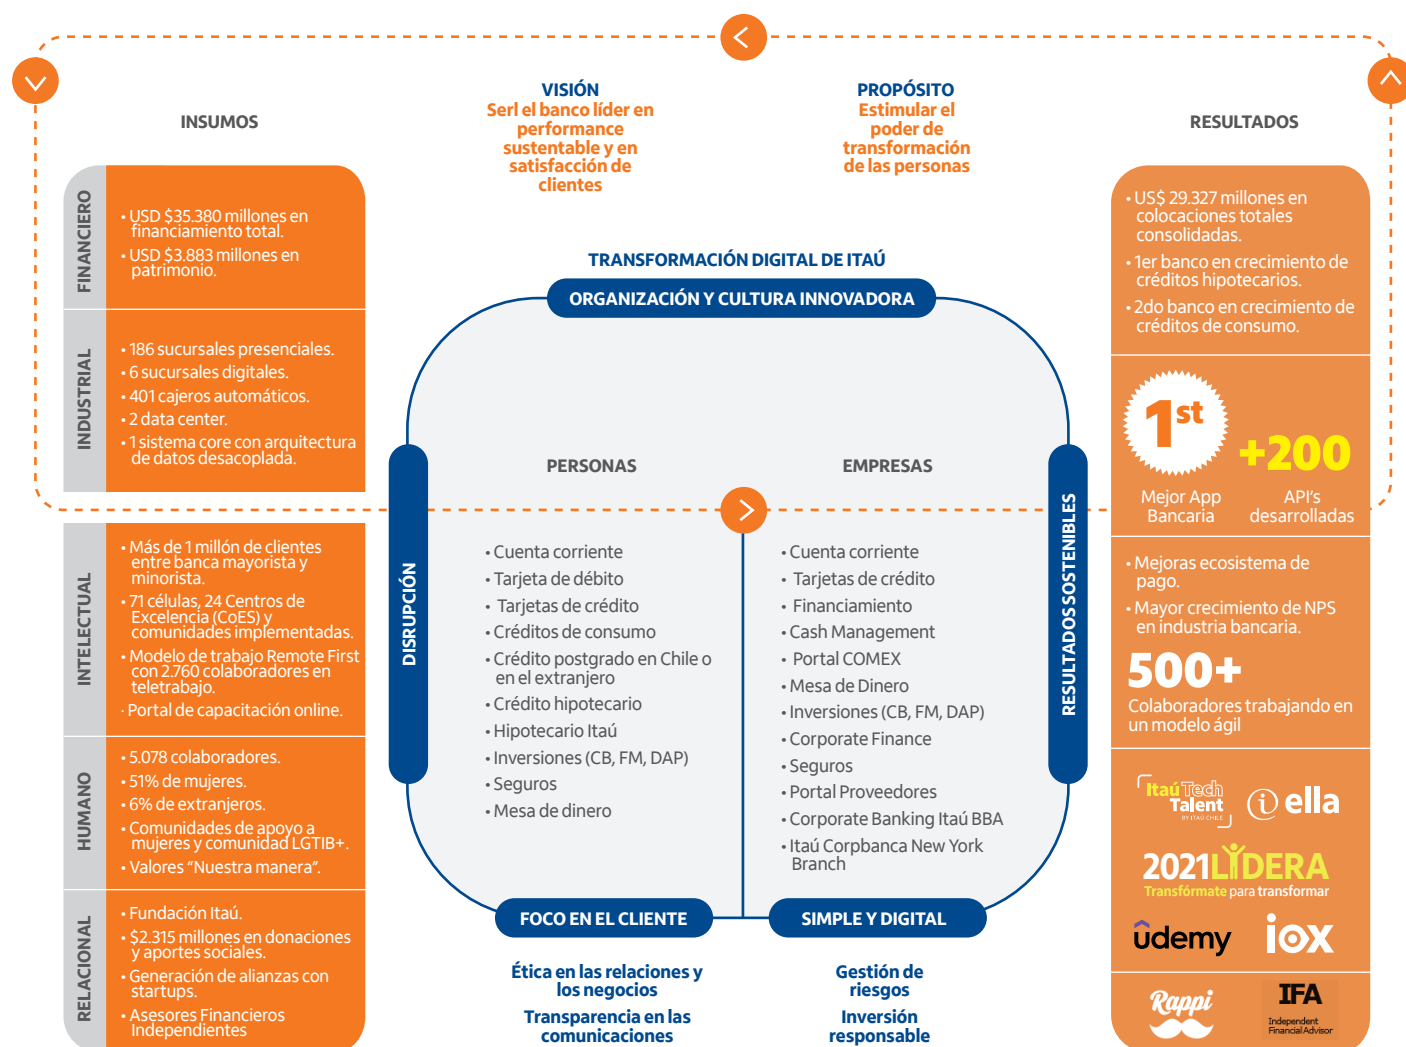 INSUMOS
FINANCIERO
• USD $35.380 millones en
financiamiento total.
• USD $3.883 millones en
patrimonio.
INDUSTRIAL
• 186 sucursales presenciales.
• 6 sucursales digitales.
• 401 cajeros automáticos.
• 2 data center.
• 1 sistema core con arquitectura
de datos desacoplada.
INTELECTUAL
• Más de 1 millón de clientes
entre banca mayorista y
minorista.
• 71 células, 24 Centros de
Excelencia (CoES) y
comunidades implementadas.
• Modelo de trabajo Remote First
con 2.760 colaboradores en
teletrabajo.
· Portal de capacitación online.
HUMANO
• 5.078 colaboradores.
• 51% de mujeres.
• 6% de extranjeros.
• Comunidades de apoyo a
mujeres y comunidad LGTIB+.
• Valores “Nuestra manera”.
RELACIONAL
• Fundación Itaú.
• $2.315 millones en donaciones
y aportes sociales.
• Generación de alianzas con
startups.
• Asesores Financieros
Independientes
VISIÓN
Serl el banco líder en
performance
sustentable y en
satisfacción de
clientes
PROPÓSITO
Estimular el
poder de
transformación
de las personas
TRANSFORMACIÓN DIGITAL DE ITAÚ
ORGANIZACIÓN Y CULTURA INNOVADORA
DISRUPCIÓN
PERSONAS
• Cuenta corriente
• Tarjeta de débito
• Tarjetas de crédito
• Créditos de consumo
• Crédito postgrado en Chile o
en el extranjero
• Crédito hipotecario
• Hipotecario Itaú
• Inversiones (CB, FM, DAP)
• Seguros
• Mesa de dinero
EMPRESAS
• Cuenta corriente
• Tarjetas de crédito
• Financiamiento
• Cash Management
• Portal COMEX
• Mesa de Dinero
• Inversiones (CB, FM, DAP)
• Corporate Finance
• Seguros
• Portal Proveedores
• Corporate Banking Itaú BBA
• Itaú Corpbanca New York
Branch
RESULTADOS SOSTENIBLES
FOCO EN EL CLIENTE
SIMPLE Y DIGITAL
Ética en las relaciones y
los negocios
Transparencia en las
comunicaciones
Gestión de
riesgos
Inversión
responsable
RESULTADOS
• US$ 29.327 millones en
colocaciones totales
consolidadas.
• 1er banco en crecimiento de
créditos hipotecarios.
• 2do banco en crecimiento de
créditos de consumo.
1st
Mejor App
Bancaria
+200
API’s
desarrolladas
• Mejoras ecosistema de
pago.
• Mayor crecimiento de NPS
en industria bancaria.
500+
Colaboradores trabajando en
un modelo ágil
Itaú Tech
Talent
BY ITAÚ CHILE
i ella
2021 LÍDERA
Transfórmate para transformar
udemy
iox
Rappi
IFA
Independent
Financial Advisor